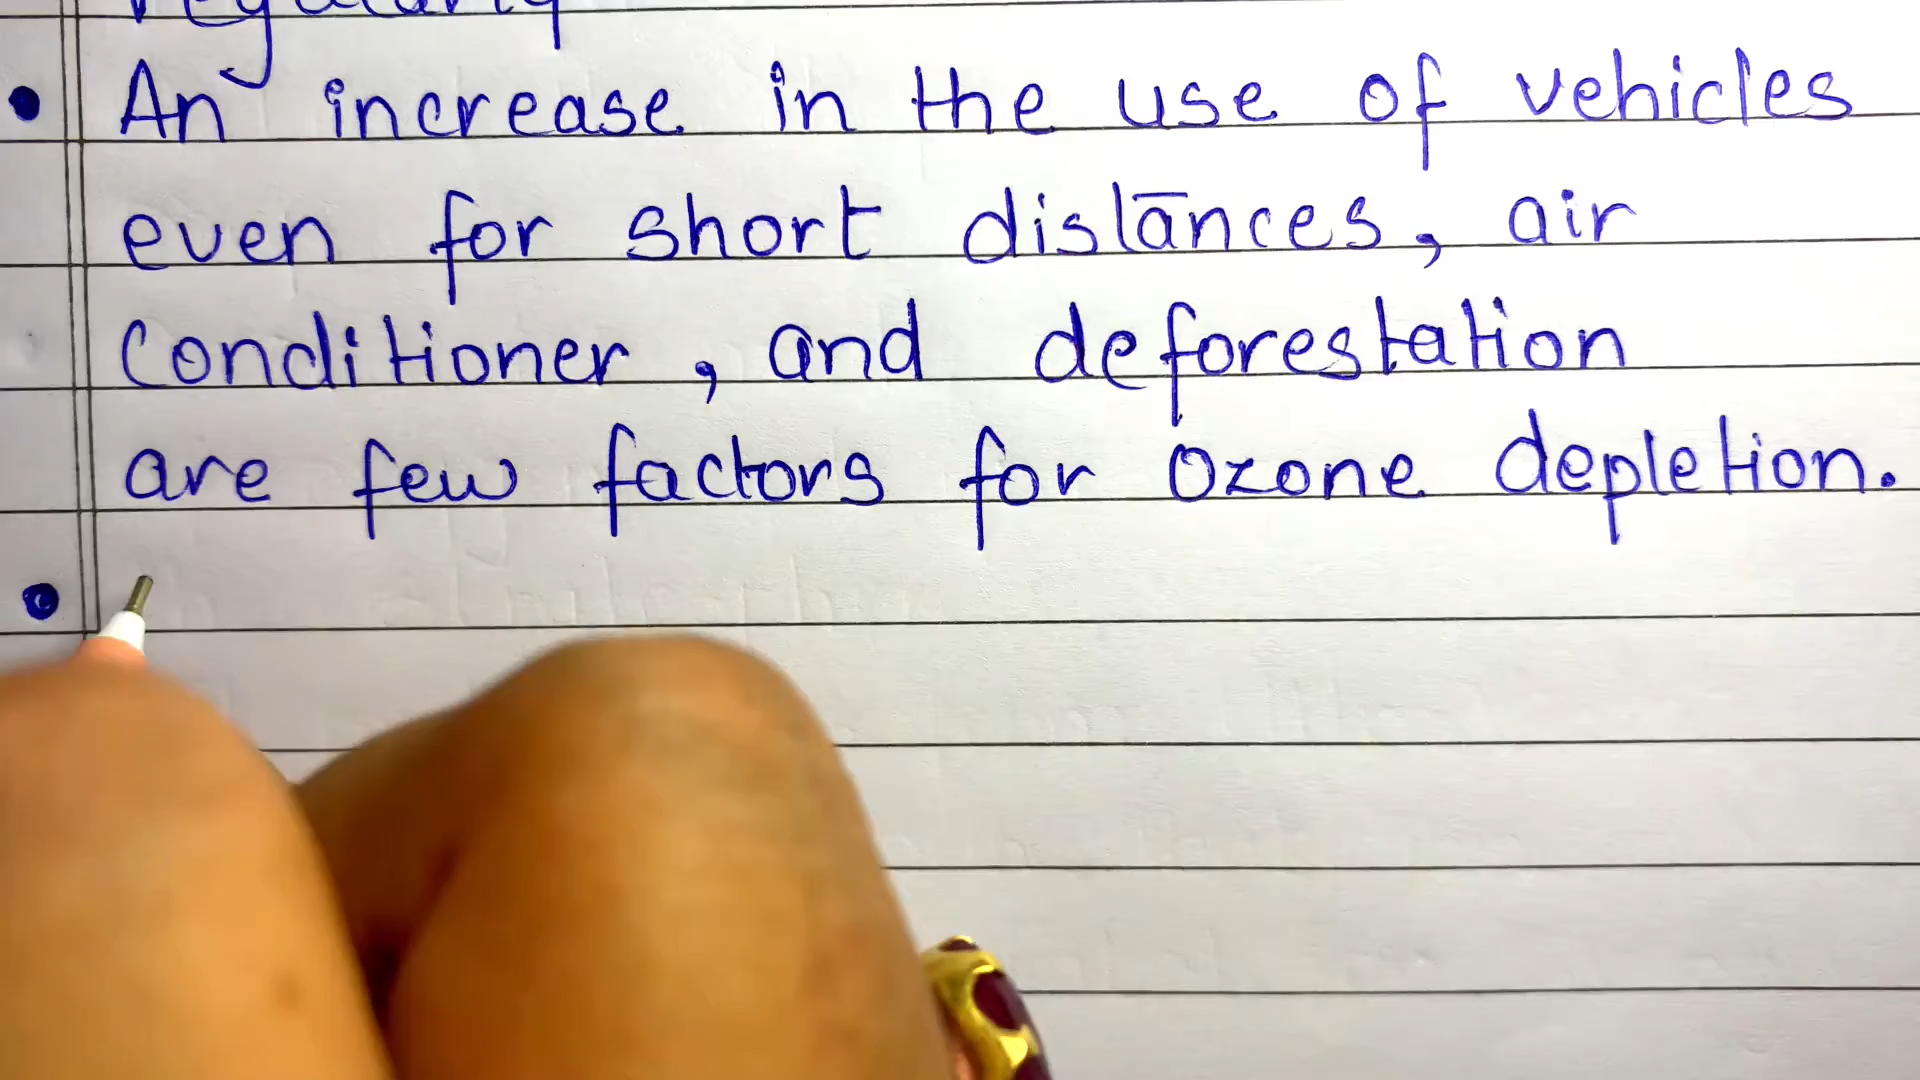 regularly
• An increase in the use of vehicles
even for short distances, air
conditioner, and deforestation
are few factors for ozone depletion.
•